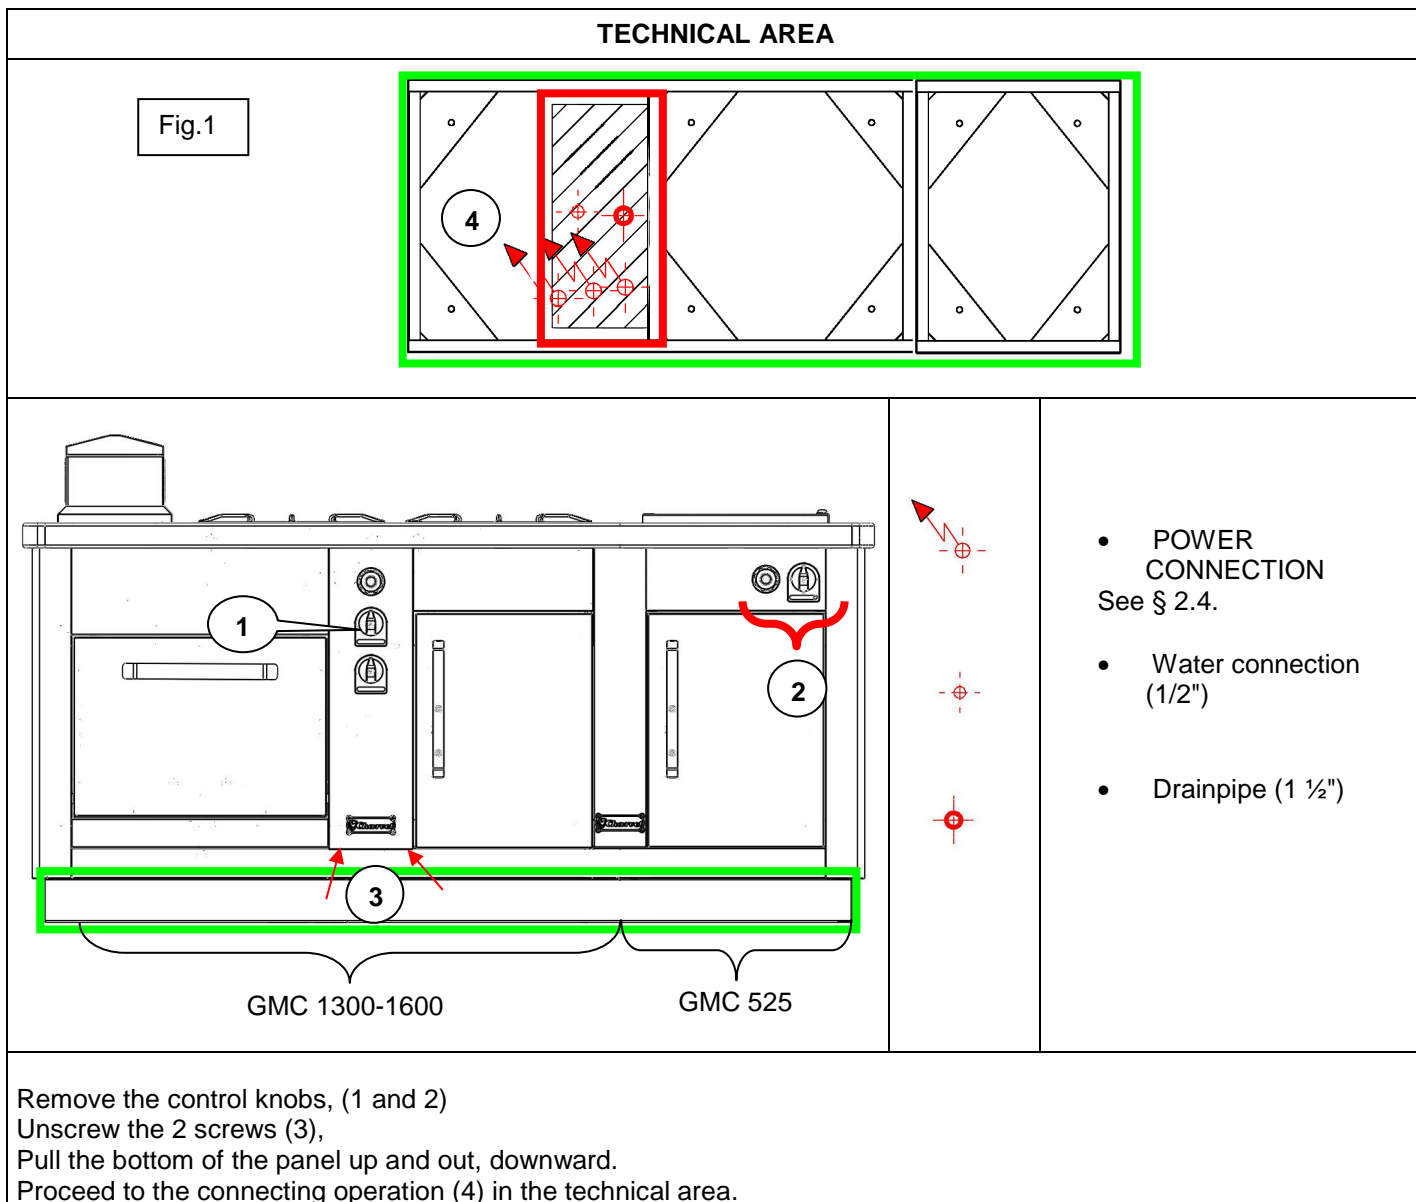 TECHNICAL AREA
Fig.1
4
1
2
3
GMC 1300-1600
GMC 525
• POWER
CONNECTION
See § 2.4.
• Water connection
(1/2")
• Drainpipe (1 ½")
Remove the control knobs, (1 and 2)
Unscrew the 2 screws (3),
Pull the bottom of the panel up and out, downward.
Proceed to the connecting operation (4) in the technical area.